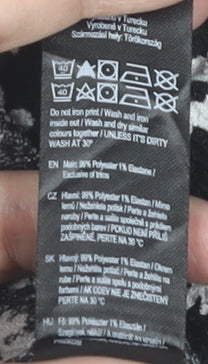 Vyrobené v Turecku
Származási hely: Törökország
40
40
Do not iron print / Wash and iron
inside out / Wash and dry similar
colours together / UNLESS IT'S DIRTY
WASH AT 30°
EN Main: 99% Polyester 1% Elastane /
Exclusive of trims
CZ Hlavní: 99% Polyester 1% Elastan / Mimo
lemů / Nežehlete potisk / Perte a žehlete
naruby / Perte a sušte společně s prádlem
podobných barev / POKUD NENÍ PŘÍLIŠ
ZAŠPINĚNÉ, PERTE NA 30 °C
SK Hlavný: 99% Polyester 1% Elastan / Okrem
lemu / Nežehlite potlač / Perte a žehlite
rube / Perte a sušte spolu s podobnými
farbami / AK ODEV NIE JE ZNEČISTENÝ
PERTE NA 30 °C
HU Fő: 99% Poliészter 1% Elasztán /